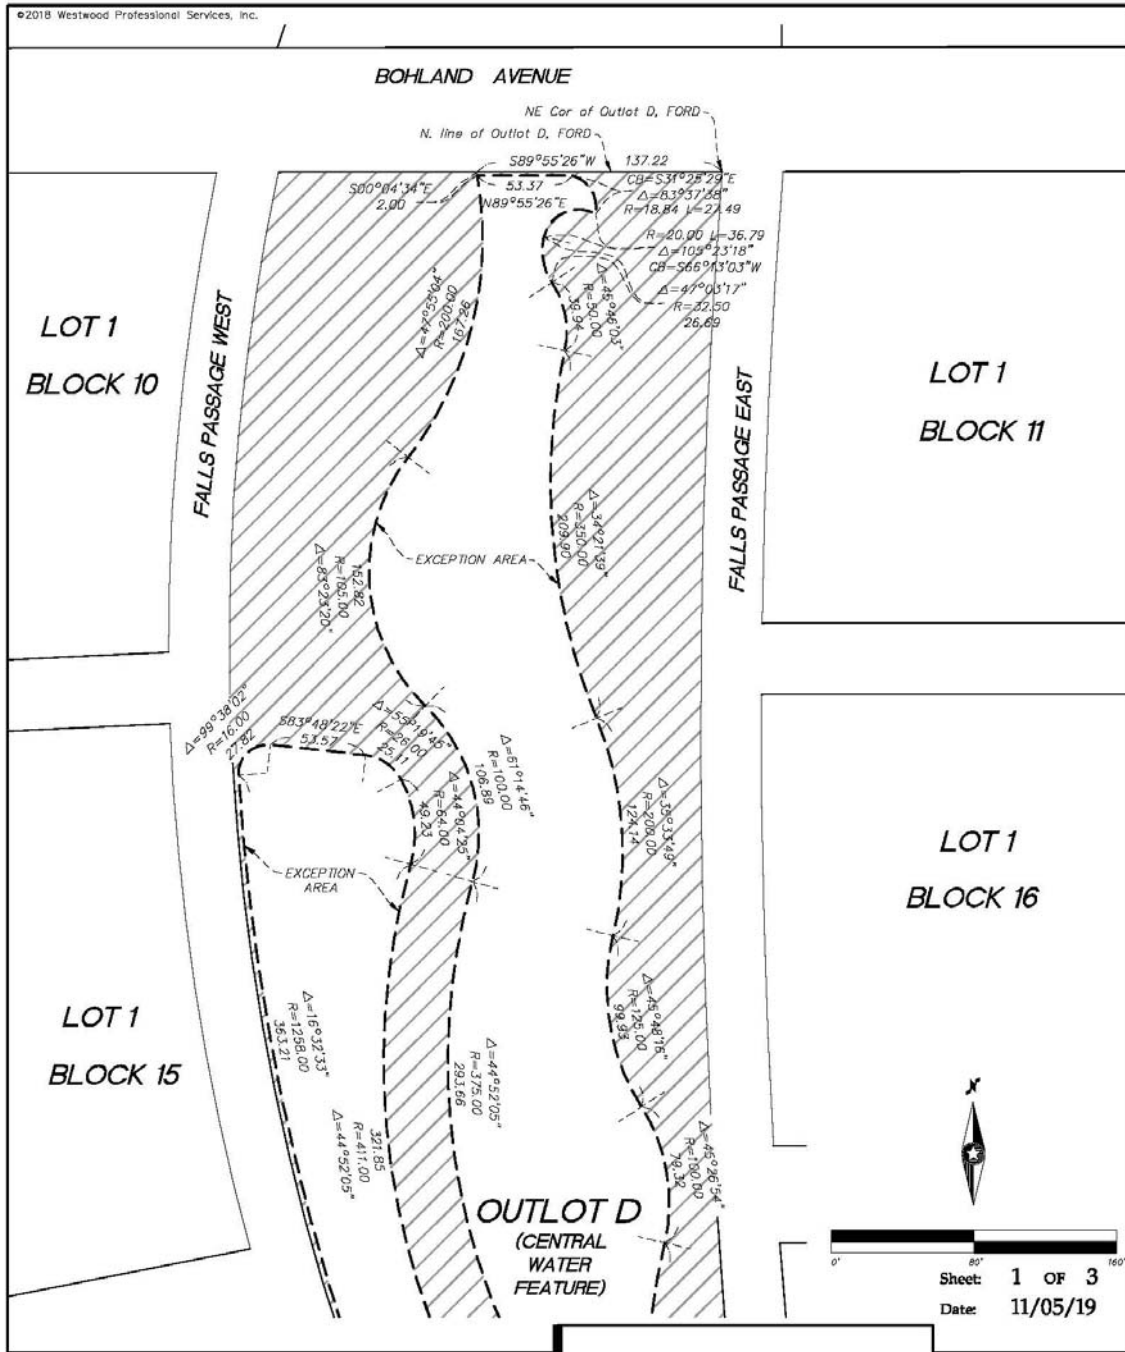 ©2018 Westwood Professional Services, Inc.
BOHLAND AVENUE
NE Cor of Outlot D, FORD
N. line of Outlot D, FORD
S89°55'26"W 137.22
S00°04'34"E
2.00
53.37
N89°55'26"E
CB=S31°25'29"E
Δ=83°37'38"
R=18.84 L=27.49
R=20.00 L=36.79
Δ=105°23'18"
CB=S66°13'03"W
Δ=47°03'17"
R=32.50
26.69
Δ=45°46'03"
R=50.00
39.94
Δ=47°55'04"
R=200.00
167.26
LOT 1
BLOCK 10
FALLS PASSAGE WEST
LOT 1
BLOCK 11
FALLS PASSAGE EAST
EXCEPTION AREA
Δ=34°21'39"
R=350.00
209.90
152.82
R=105.00
Δ=83°23'20"
Δ=99°38'02"
R=16.00
27.82
S83°48'22"E
53.57
Δ=55°19'45"
R=26.00
25.11
Δ=61°14'46"
R=100.00
106.89
Δ=44°04'25"
R=64.00
49.23
Δ=35°33'49"
R=200.00
124.14
EXCEPTION
AREA
LOT 1
BLOCK 16
LOT 1
BLOCK 15
Δ=16°32'33"
R=1258.00
363.21
321.85
R=411.00
Δ=44°52'05"
Δ=44°52'05"
R=375.00
293.66
Δ=45°48'16"
R=125.00
99.93
Δ=45°26'54"
R=100.00
79.32
OUTLOT D
(CENTRAL
WATER
FEATURE)
N
0' 80' 160'
Sheet: 1 OF 3
Date: 11/05/19